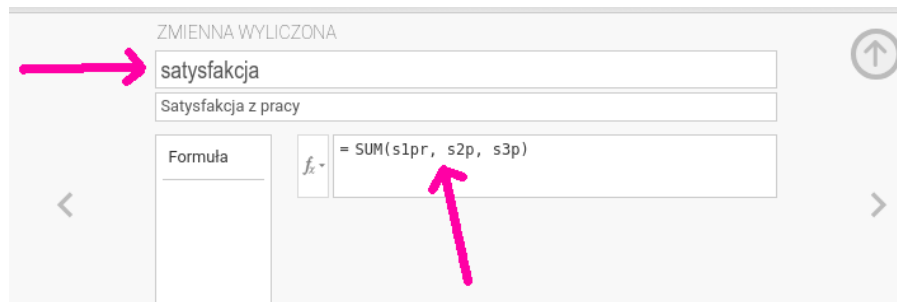 ZMIENNA WYLICZONA
satysfakcja
Satysfakcja z pracy
Formuła
fx
= SUM(s1pr, s2p, s3p)